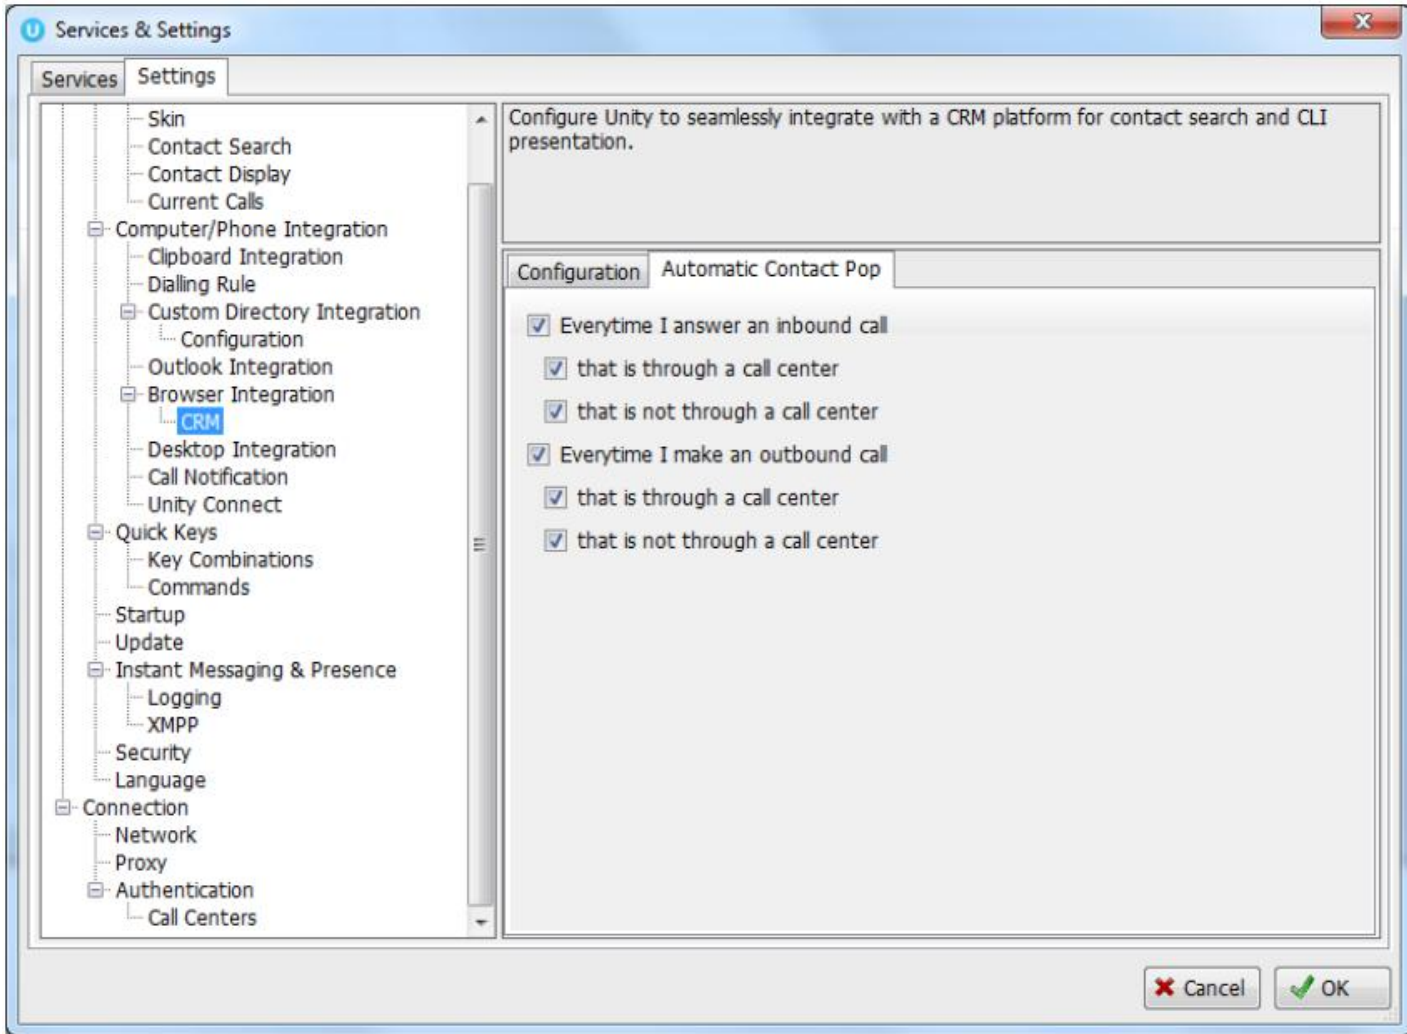 Services & Settings
Services
Settings
Skin
Contact Search
Contact Display
Current Calls
Computer/Phone Integration
Clipboard Integration
Dialling Rule
Custom Directory Integration
Configuration
Outlook Integration
Browser Integration
CRM
Desktop Integration
Call Notification
Unity Connect
Quick Keys
Key Combinations
Commands
Startup
Update
Instant Messaging & Presence
Logging
XMPP
Security
Language
Connection
Network
Proxy
Authentication
Call Centers
Configure Unity to seamlessly integrate with a CRM platform for contact search and CLI
presentation.
Configuration
Automatic Contact Pop
Everytime I answer an inbound call
that is through a call center
that is not through a call center
Everytime I make an outbound call
that is through a call center
that is not through a call center
Cancel
OK